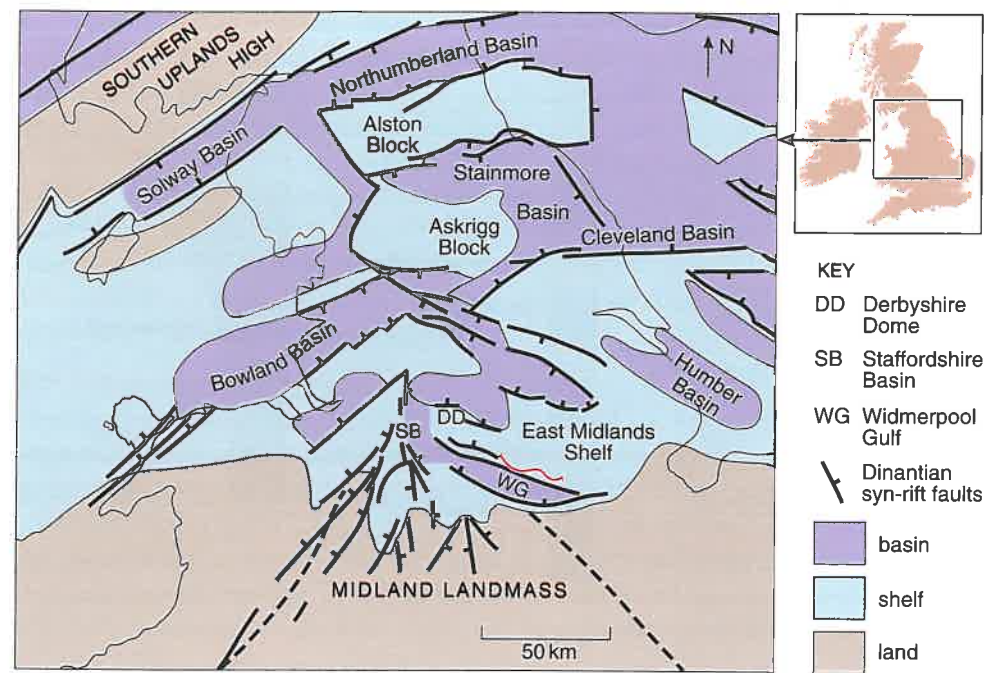 SOUTHERN
UPLANDS
HIGH
Northumberland Basin
N
Alston
Block
Solway Basin
Stainmore
Basin
Askrigg
Block
Cleveland Basin
Bowland Basin
Humber
Basin
DD
SB
East Midlands
Shelf
WG
MIDLAND LANDMASS
50 km
KEY
DD Derbyshire
Dome
SB Staffordshire
Basin
WG Widmerpool
Gulf
Dinantian
syn-rift faults
basin
shelf
land